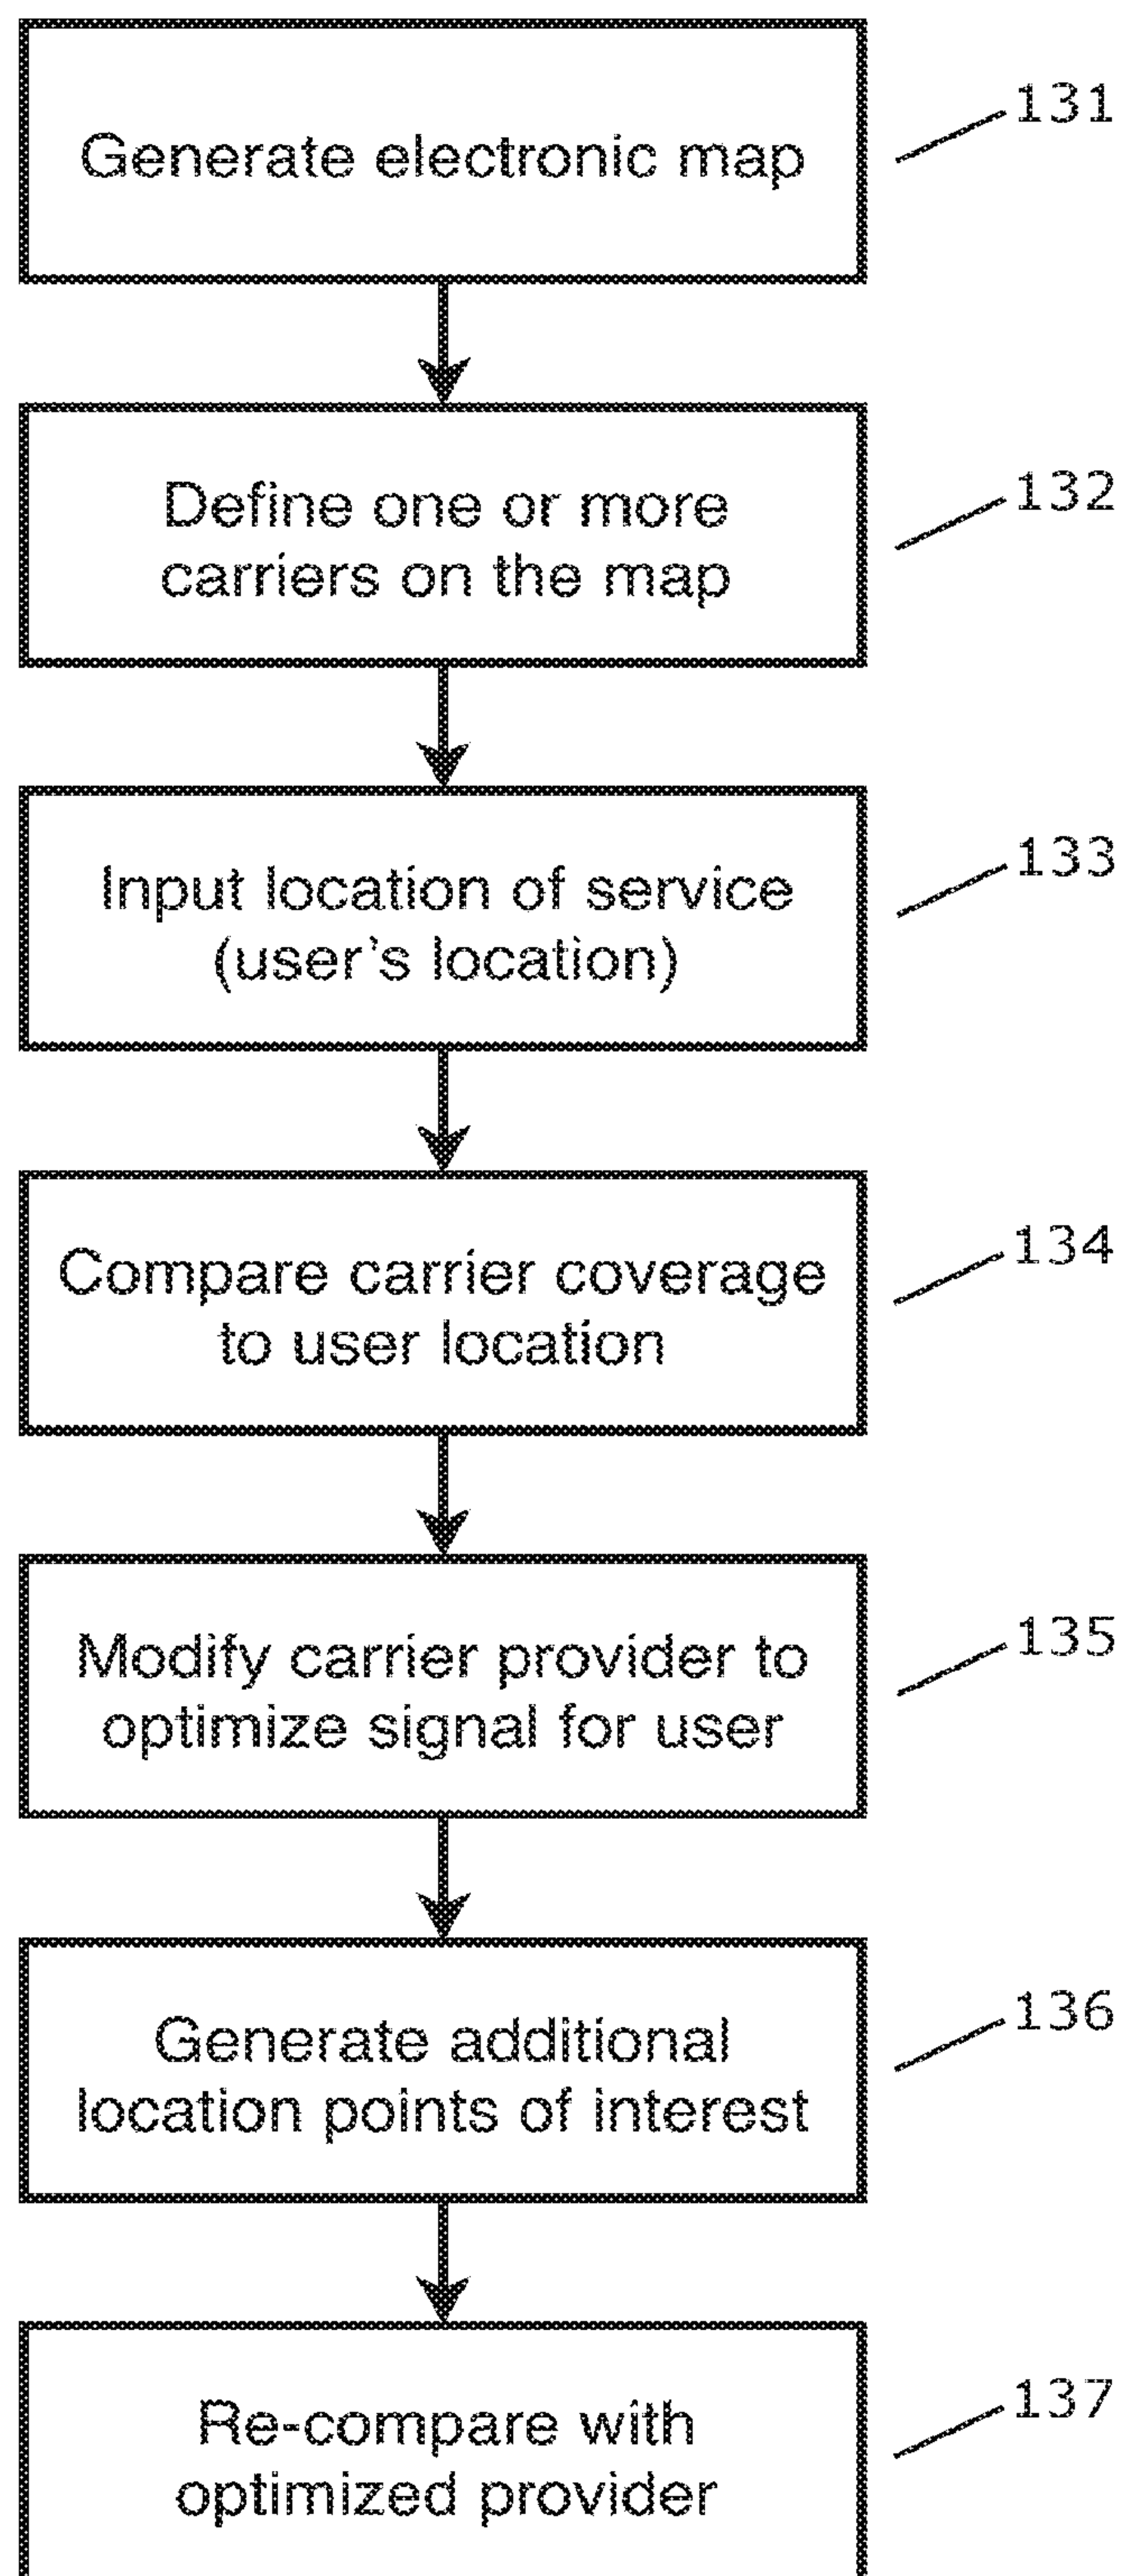 Generate electronic map
131
Define one or more
carriers on the map
132
Input location of service
(user's location)
133
Compare carrier coverage
to user location
134
Modify carrier provider to
optimize signal for user
135
Generate additional
location points of interest
136
Re-compare with
optimized provider
137